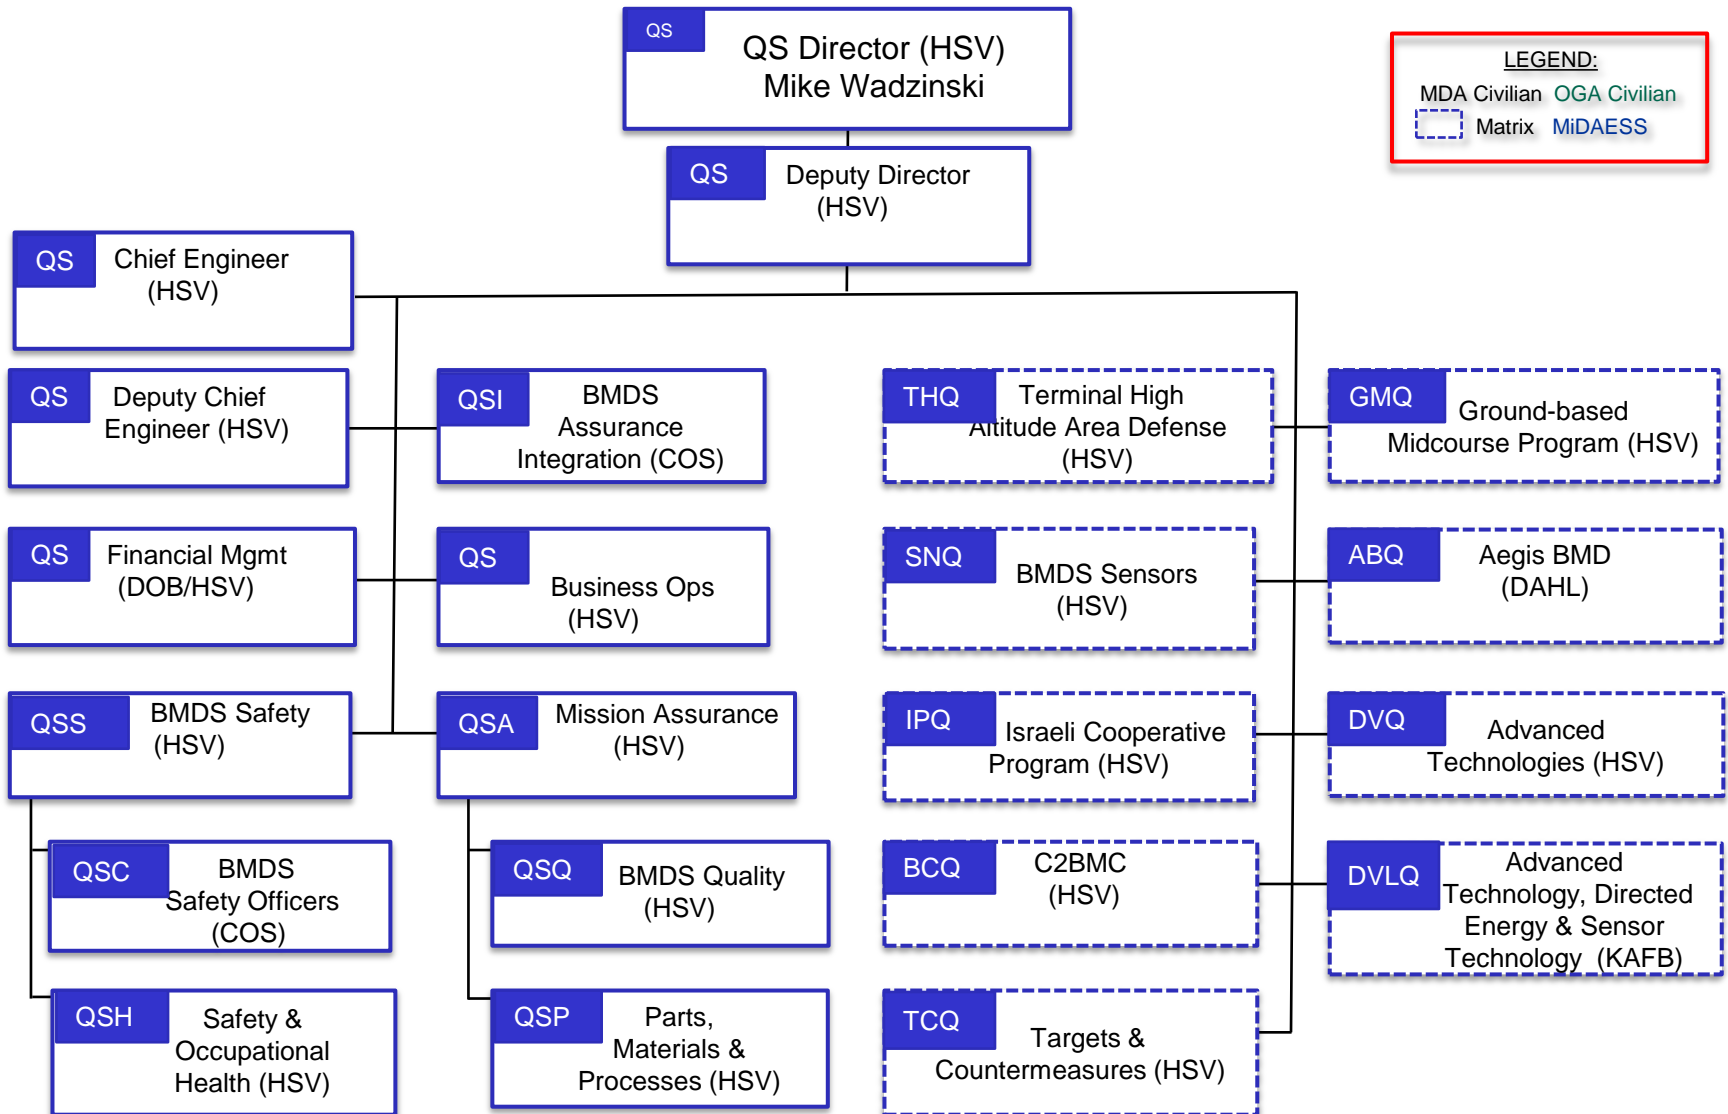 QS
QS Director (HSV)
Mike Wadzinski
LEGEND:
MDA Civilian OGA Civilian
Matrix MiDAESS
QS
Deputy Director
(HSV)
QS
Chief Engineer
(HSV)
QS
Deputy Chief
Engineer (HSV)
QSI
BMDS
Assurance
Integration (COS)
THQ
Terminal High
Altitude Area Defense
(HSV)
GMQ
Ground-based
Midcourse Program (HSV)
QS
Financial Mgmt
(DOB/HSV)
QS
Business Ops
(HSV)
SNQ
BMDS Sensors
(HSV)
ABQ
Aegis BMD
(DAHL)
QSS
BMDS Safety
(HSV)
QSA
Mission Assurance
(HSV)
IPQ
Israeli Cooperative
Program (HSV)
DVQ
Advanced
Technologies (HSV)
QSC
BMDS
Safety Officers
(COS)
QSQ
BMDS Quality
(HSV)
BCQ
C2BMC
(HSV)
DVLQ
Advanced
Technology, Directed
Energy & Sensor
Technology (KAFB)
QSH
Safety &
Occupational
Health (HSV)
QSP
Parts,
Materials &
Processes (HSV)
TCQ
Targets &
Countermeasures (HSV)